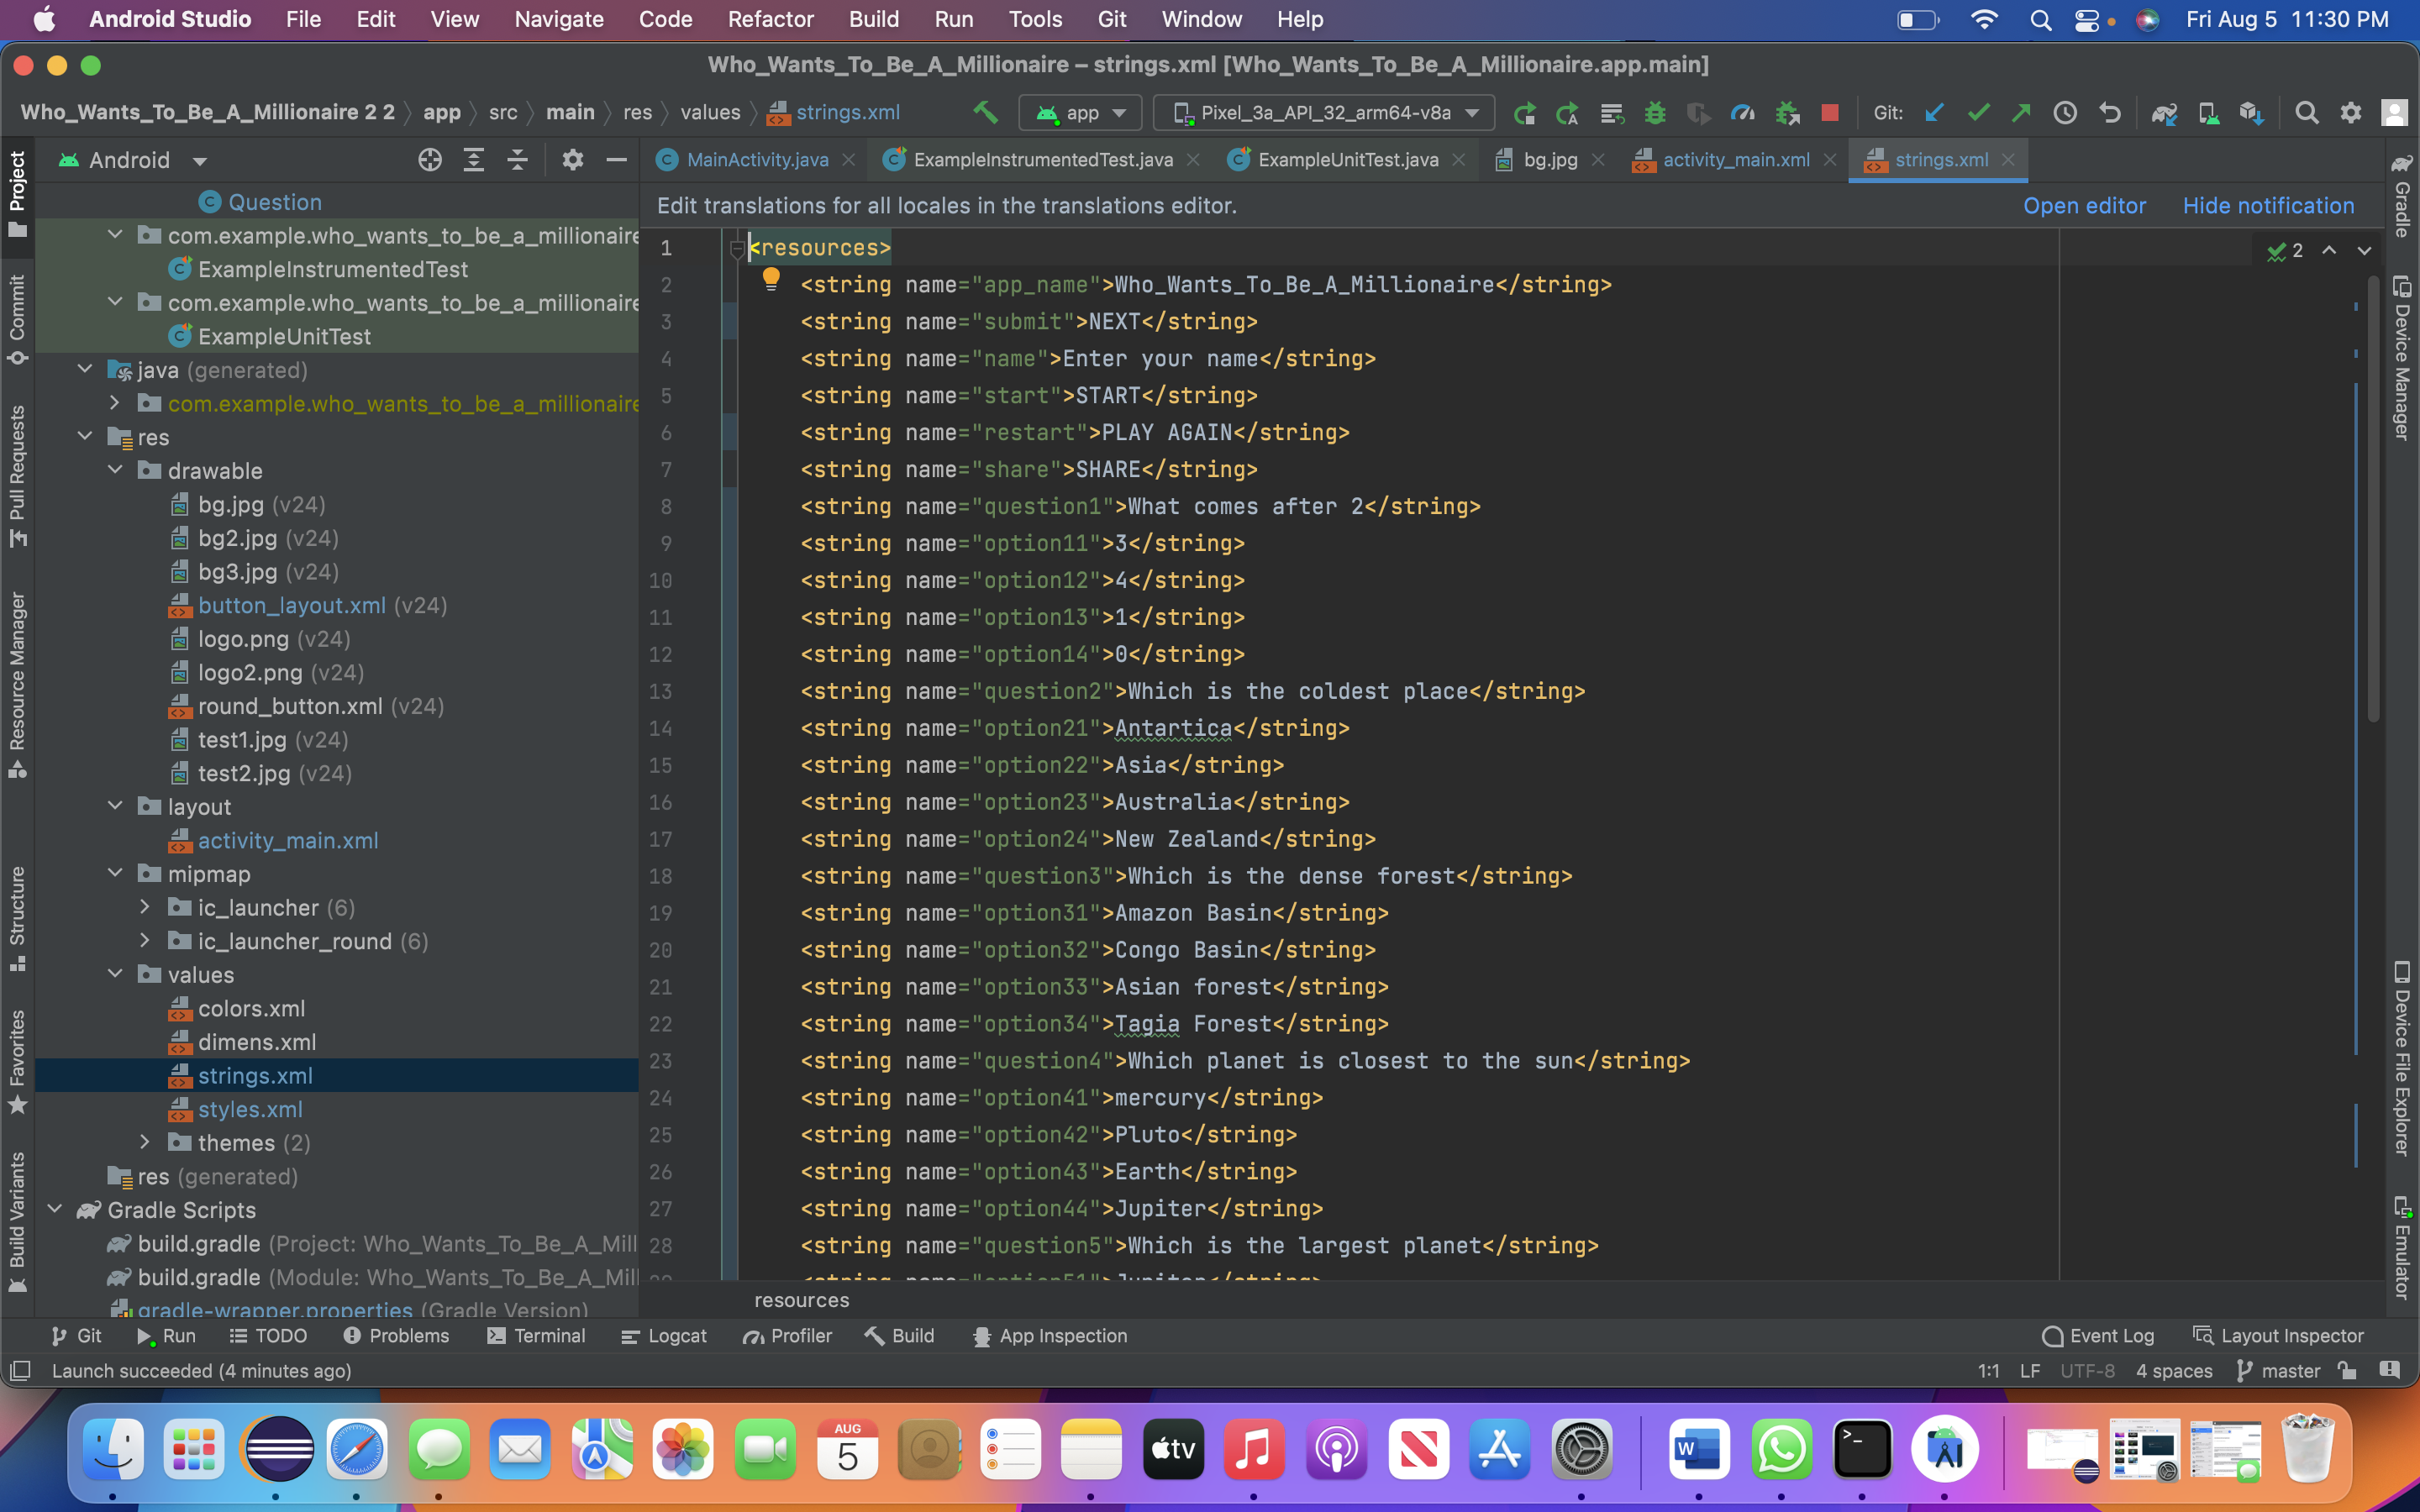 Android Studio File Edit View Navigate Code Refactor Build Run Tools Git Window Help Fri Aug 5 11:30 PM
Who_Wants_To_Be_A_Millionaire – strings.xml [Who_Wants_To_Be_A_Millionaire.app.main]
Who_Wants_To_Be_A_Millionaire 2 2 app src main res values strings.xml app Pixel_3a_API_32_arm64-v8a Git:
Android
MainActivity.java ExampleInstrumentedTest.java ExampleUnitTest.java bg.jpg activity_main.xml strings.xml
Edit translations for all locales in the translations editor. Open editor Hide notification
Project
Commit
Pull Requests
Resource Manager
Structure
Favorites
Build Variants
Question
com.example.who_wants_to_be_a_millionaire
ExampleInstrumentedTest
com.example.who_wants_to_be_a_millionaire
ExampleUnitTest
java (generated)
com.example.who_wants_to_be_a_millionaire
res
drawable
bg.jpg (v24)
bg2.jpg (v24)
bg3.jpg (v24)
button_layout.xml (v24)
logo.png (v24)
logo2.png (v24)
round_button.xml (v24)
test1.jpg (v24)
test2.jpg (v24)
layout
activity_main.xml
mipmap
ic_launcher (6)
ic_launcher_round (6)
values
colors.xml
dimens.xml
strings.xml
styles.xml
themes (2)
res (generated)
Gradle Scripts
build.gradle (Project: Who_Wants_To_Be_A_Mill
build.gradle (Module: Who_Wants_To_Be_A_Mil
gradle-wrapper.properties (Gradle Version)
1 <resources>
2 <string name="app_name">Who_Wants_To_Be_A_Millionaire</string>
3 <string name="submit">NEXT</string>
4 <string name="name">Enter your name</string>
5 <string name="start">START</string>
6 <string name="restart">PLAY AGAIN</string>
7 <string name="share">SHARE</string>
8 <string name="question1">What comes after 2</string>
9 <string name="option11">3</string>
10 <string name="option12">4</string>
11 <string name="option13">1</string>
12 <string name="option14">0</string>
13 <string name="question2">Which is the coldest place</string>
14 <string name="option21">Antartica</string>
15 <string name="option22">Asia</string>
16 <string name="option23">Australia</string>
17 <string name="option24">New Zealand</string>
18 <string name="question3">Which is the dense forest</string>
19 <string name="option31">Amazon Basin</string>
20 <string name="option32">Congo Basin</string>
21 <string name="option33">Asian forest</string>
22 <string name="option34">Tagia Forest</string>
23 <string name="question4">Which planet is closest to the sun</string>
24 <string name="option41">mercury</string>
25 <string name="option42">Pluto</string>
26 <string name="option43">Earth</string>
27 <string name="option44">Jupiter</string>
28 <string name="question5">Which is the largest planet</string>
<string name="option51">Jupiter</string>
2
Gradle
Device Manager
Device File Explorer
Emulator
resources
Git Run TODO Problems Terminal Logcat Profiler Build App Inspection Event Log Layout Inspector
Launch succeeded (4 minutes ago) 1:1 LF UTF-8 4 spaces master
AUG
5
tv
W